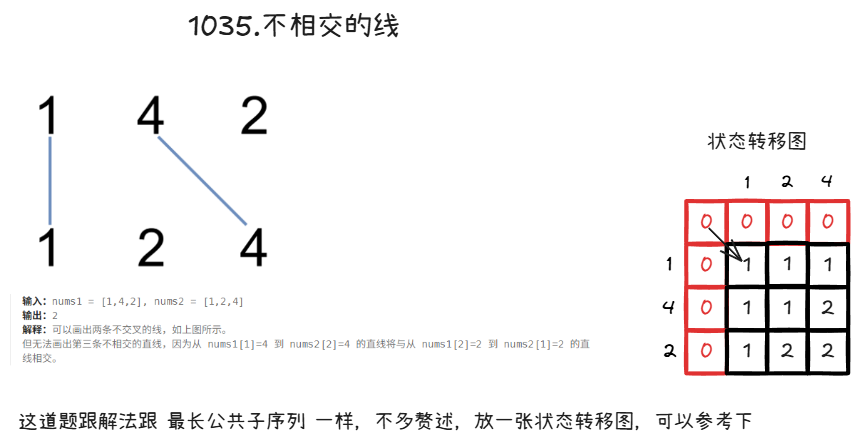 1035.不相交的线
1 4 2
1 2 4
输入：nums1 = [1,4,2], nums2 = [1,2,4]
输出：2
解释：可以画出两条不交叉的线，如上图所示。
但无法画出第三条不相交的直线，因为从 nums1[1]=4 到 nums2[2]=4 的直线将与从 nums1[2]=2 到 nums2[1]=2 的直
线相交。
状态转移图
1 2 4
0 0 0 0
1 0 1 1 1
4 0 1 1 2
2 0 1 2 2
这道题跟解法跟 最长公共子序列 一样，不多赘述，放一张状态转移图，可以参考下